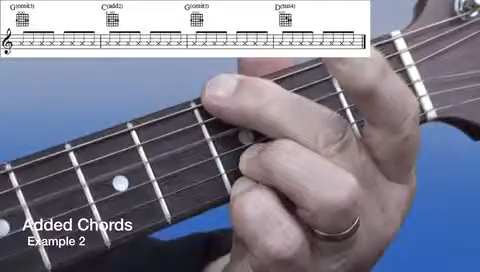 G(omit3) C(add2) G(omit3) D(sus4)
Added Chords
Example 2